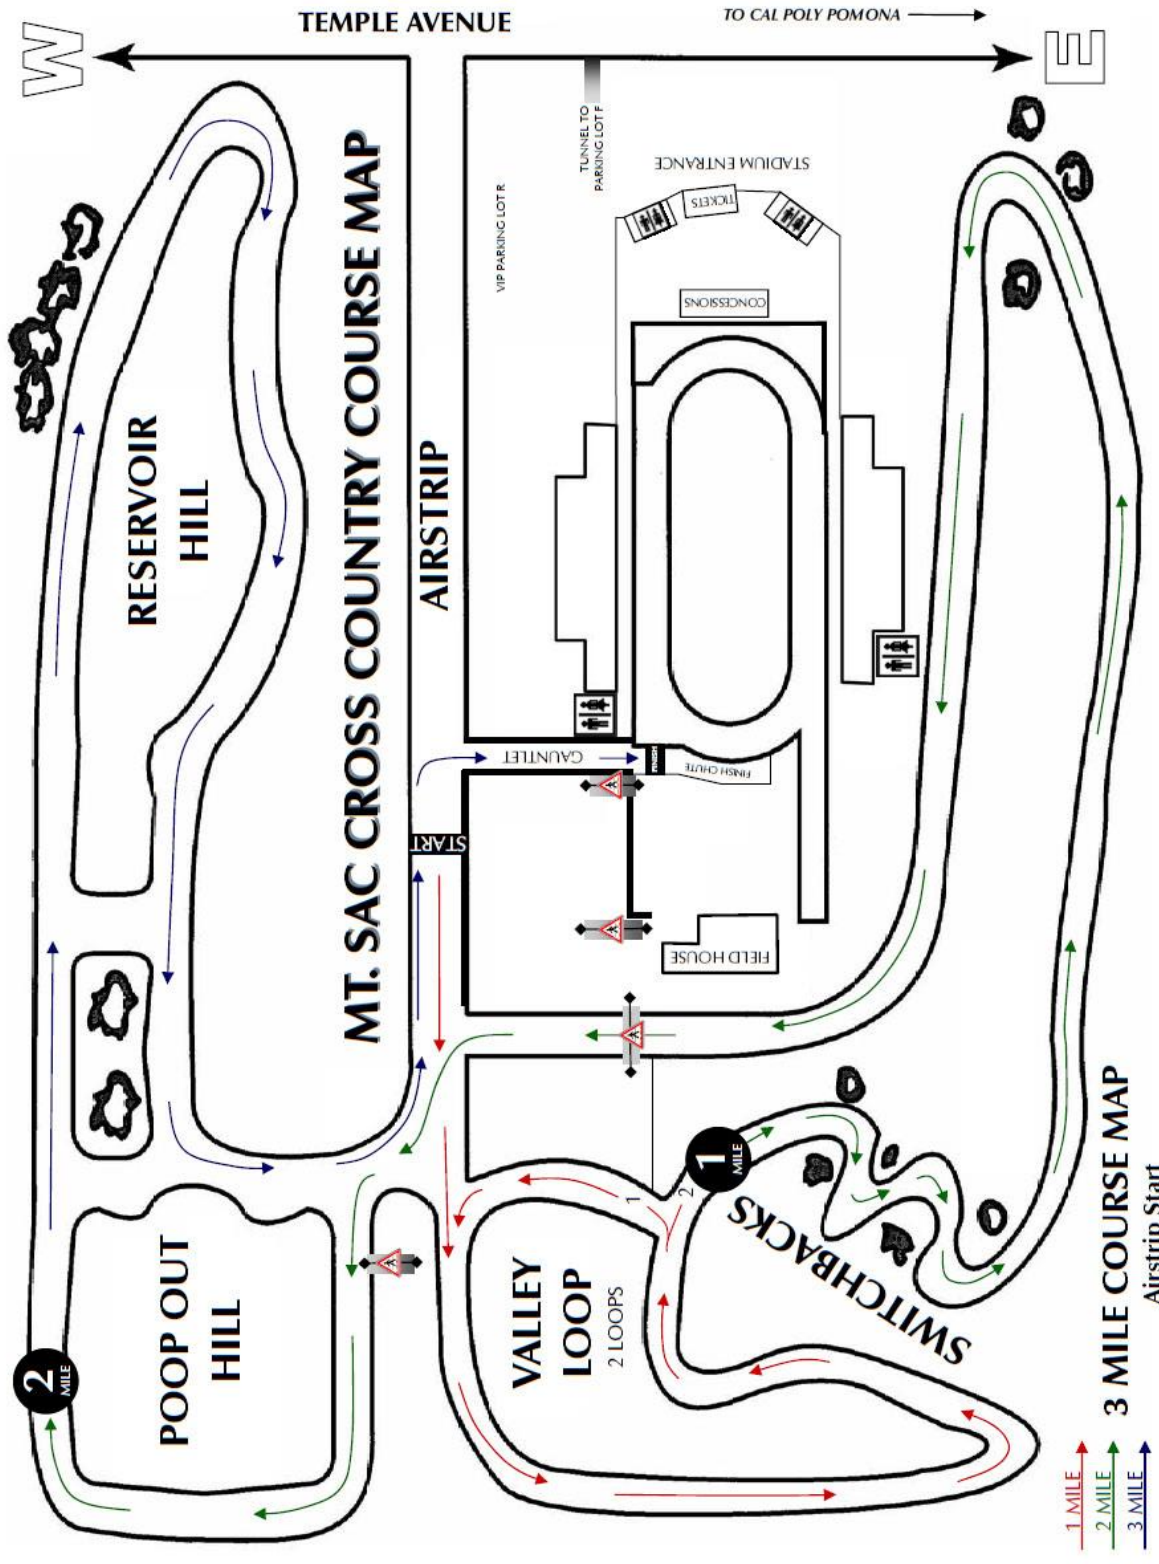 W
TEMPLE AVENUE
TO CAL POLY POMONA
E
MT. SAC CROSS COUNTRY COURSE MAP
RESERVOIR
HILL
AIRSTRIP
VIP PARKING LOT R
TUNNEL TO
PARKING LOT F
STADIUM ENTRANCE
TICKETS
CONCESSIONS
GAUNTLET
FINISH
FINISH CHUTE
START
FIELD HOUSE
1
MILE
1
2
SWITCHBACKS
VALLEY
LOOP
2 LOOPS
POOP OUT
HILL
2
MILE
3 MILE COURSE MAP
Airstrip Start
1 MILE
2 MILE
3 MILE